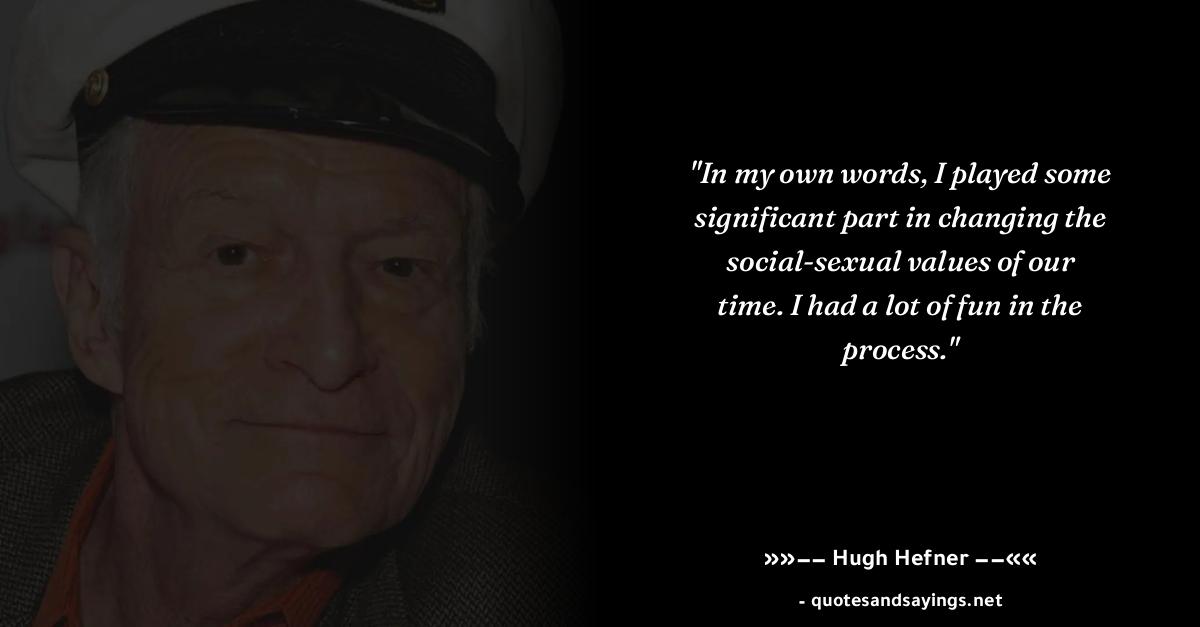 "In my own words, I played some
significant part in changing the
social-sexual values of our
time. I had a lot of fun in the
process."
»»−− Hugh Hefner −−««
- quotesandsayings.net